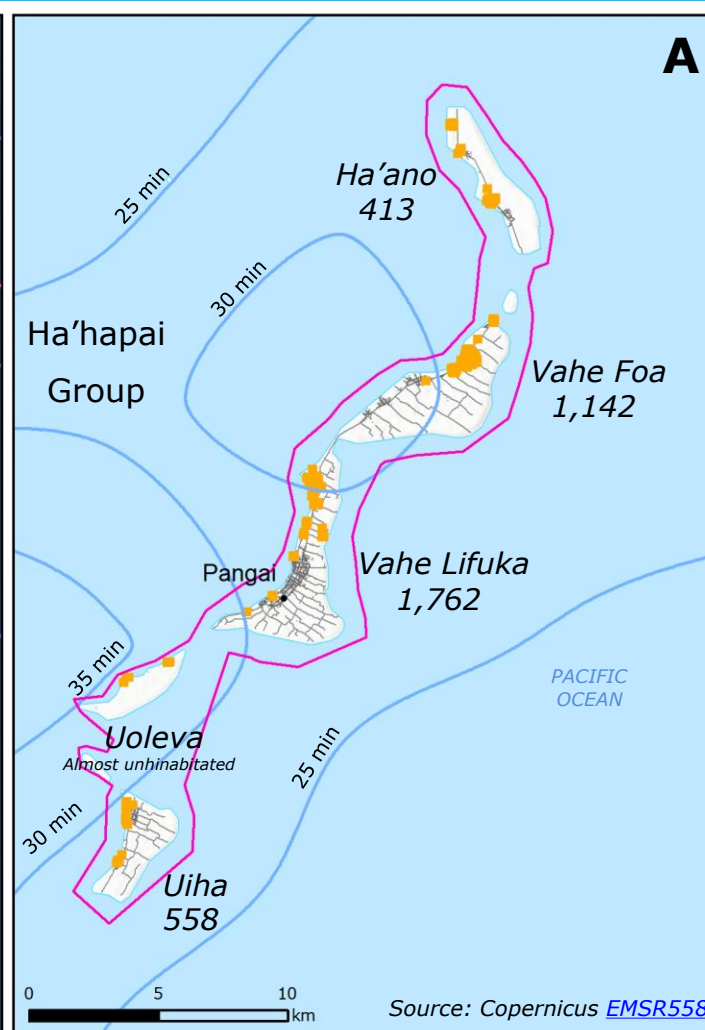 A
Ha'ano
413
25 min
30 min
Ha'hapai
Group
Vahe Foa
1,142
Pangai
Vahe Lifuka
1,762
35 min
PACIFIC
OCEAN
Uoleva
Almost unhinabitated
25 min
30 min
Uiha
558
0 5 10
km
Source: Copernicus EMSR558